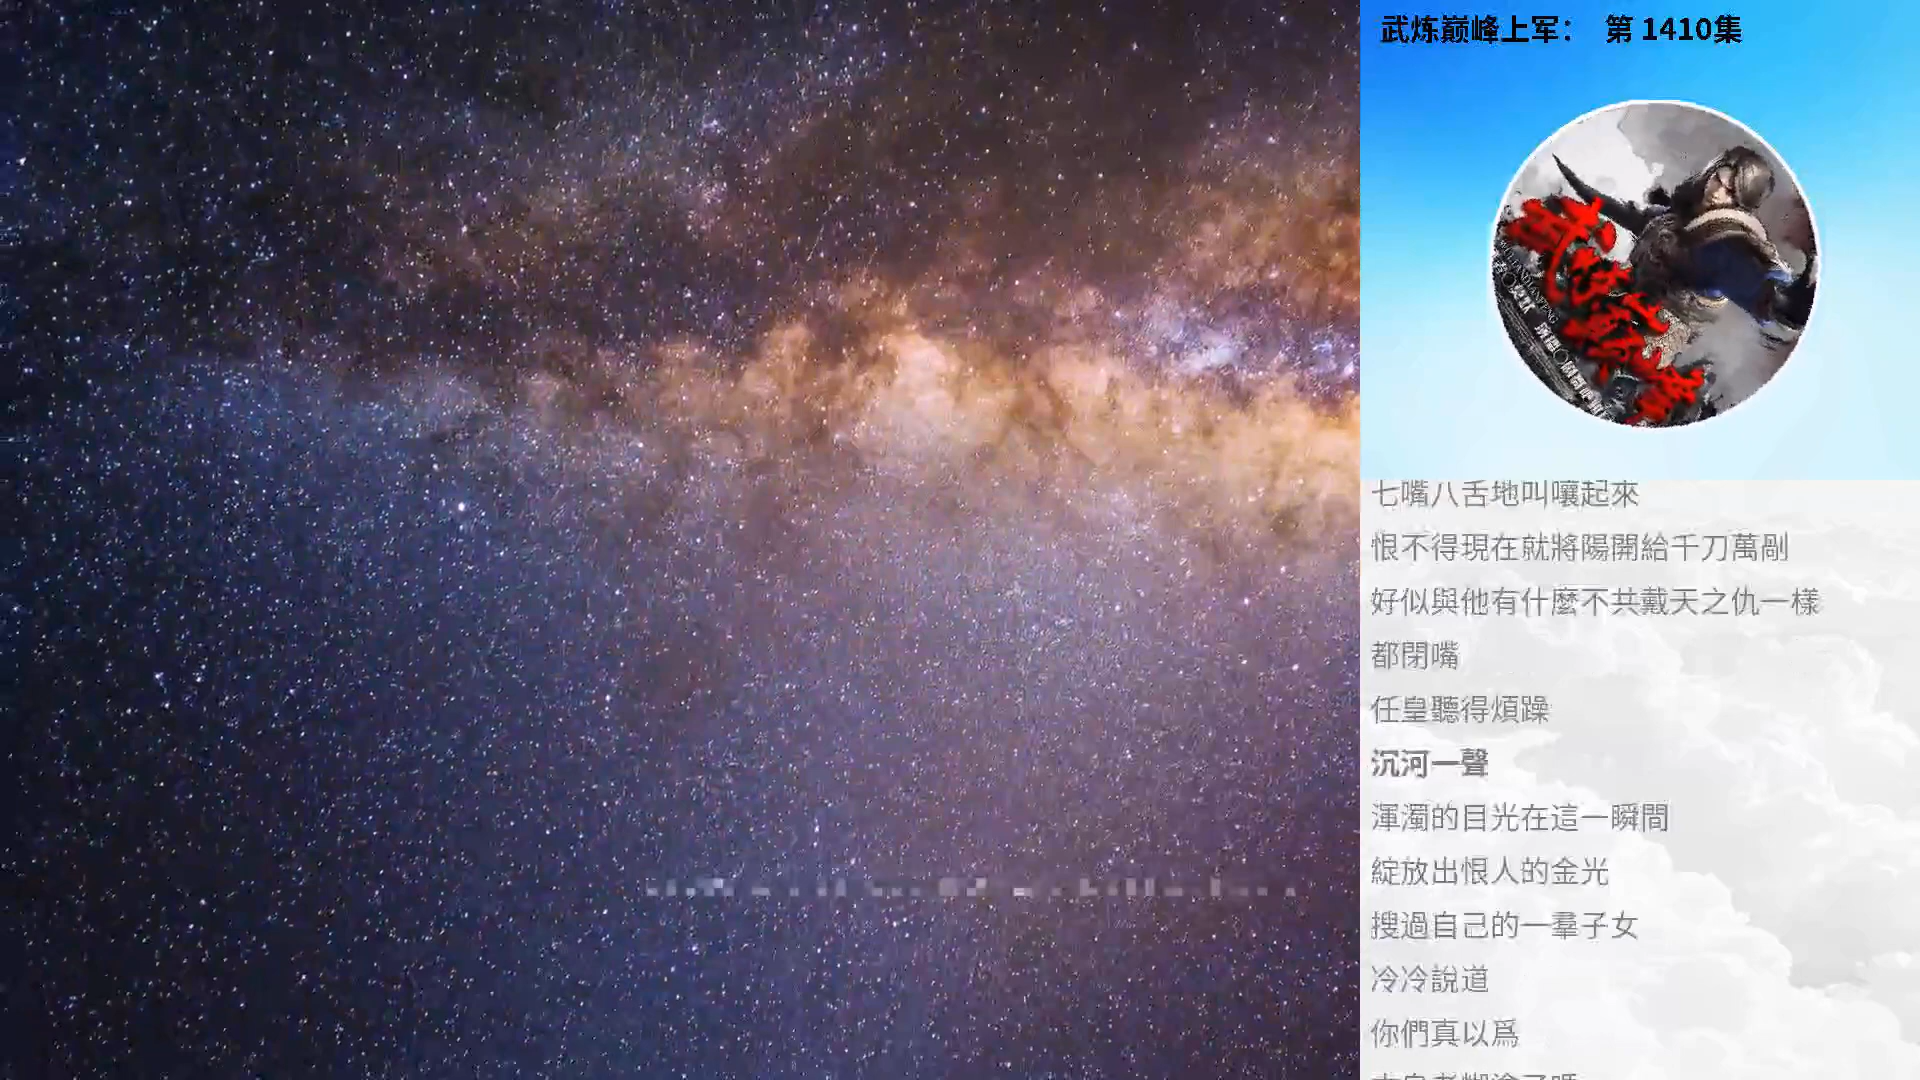 武炼巅峰上军： 第 1410集
七嘴八舌地叫嚷起來
恨不得現在就將陽開給千刀萬剮
好似與他有什麼不共戴天之仇一樣
都閉嘴
任皇聽得煩躁
沉河一聲
渾濁的目光在這一瞬間
綻放出恨人的金光
搜過自己的一羣子女
冷冷說道
你們真以爲